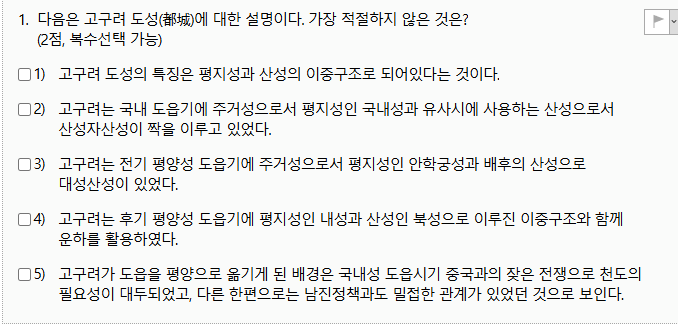 1. 다음은 고구려 도성(都城)에 대한 설명이다. 가장 적절하지 않은 것은?
(2점, 복수선택 가능)
1) 고구려 도성의 특징은 평지성과 산성의 이중구조로 되어있다는 것이다.
2) 고구려는 국내 도읍기에 주거성으로서 평지성인 국내성과 유사시에 사용하는 산성으로서
산성자산성이 짝을 이루고 있었다.
3) 고구려는 전기 평양성 도읍기에 주거성으로서 평지성인 안학궁성과 배후의 산성으로
대성산성이 있었다.
4) 고구려는 후기 평양성 도읍기에 평지성인 내성과 산성인 북성으로 이루진 이중구조와 함께
운하를 활용하였다.
5) 고구려가 도읍을 평양으로 옮기게 된 배경은 국내성 도읍시기 중국과의 잦은 전쟁으로 천도의
필요성이 대두되었고, 다른 한편으로는 남진정책과도 밀접한 관계가 있었던 것으로 보인다.